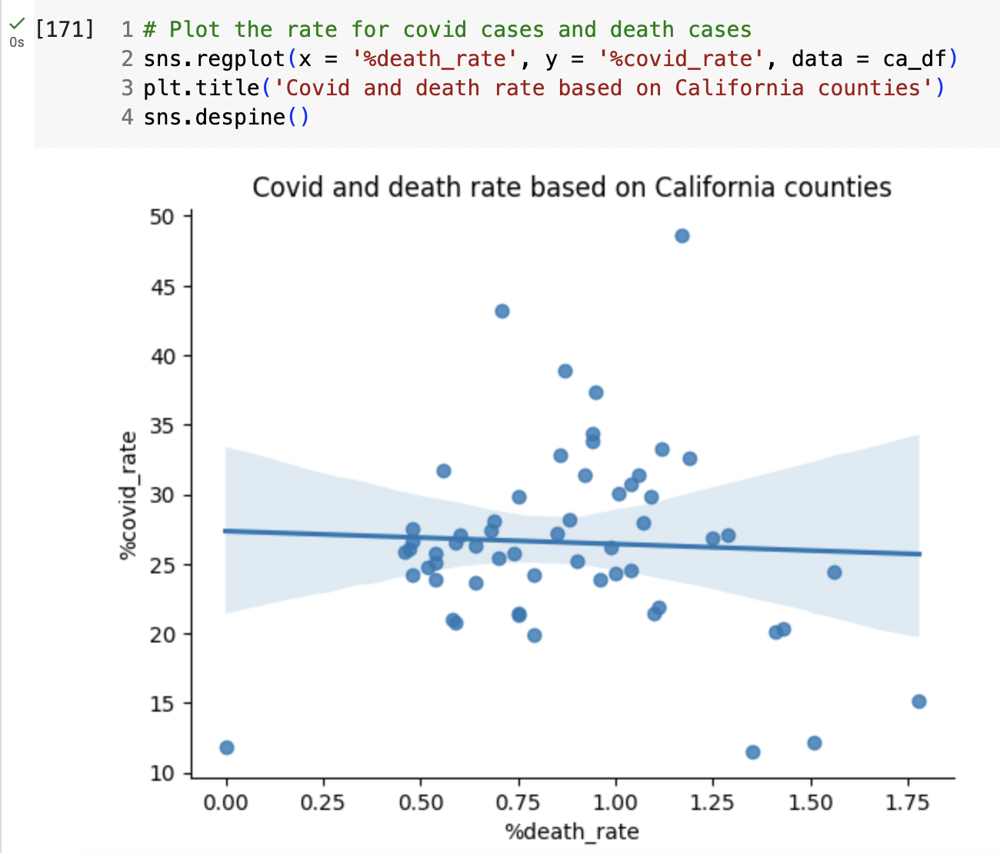 [171]
0s
1 # Plot the rate for covid cases and death cases
2 sns.regplot(x = '%death_rate', y = '%covid_rate', data = ca_df)
3 plt.title('Covid and death rate based on California counties')
4 sns.despine()
Covid and death rate based on California counties
50
45
40
35
30
25
20
15
10
%covid_rate
0.00 0.25 0.50 0.75 1.00 1.25 1.50 1.75
%death_rate